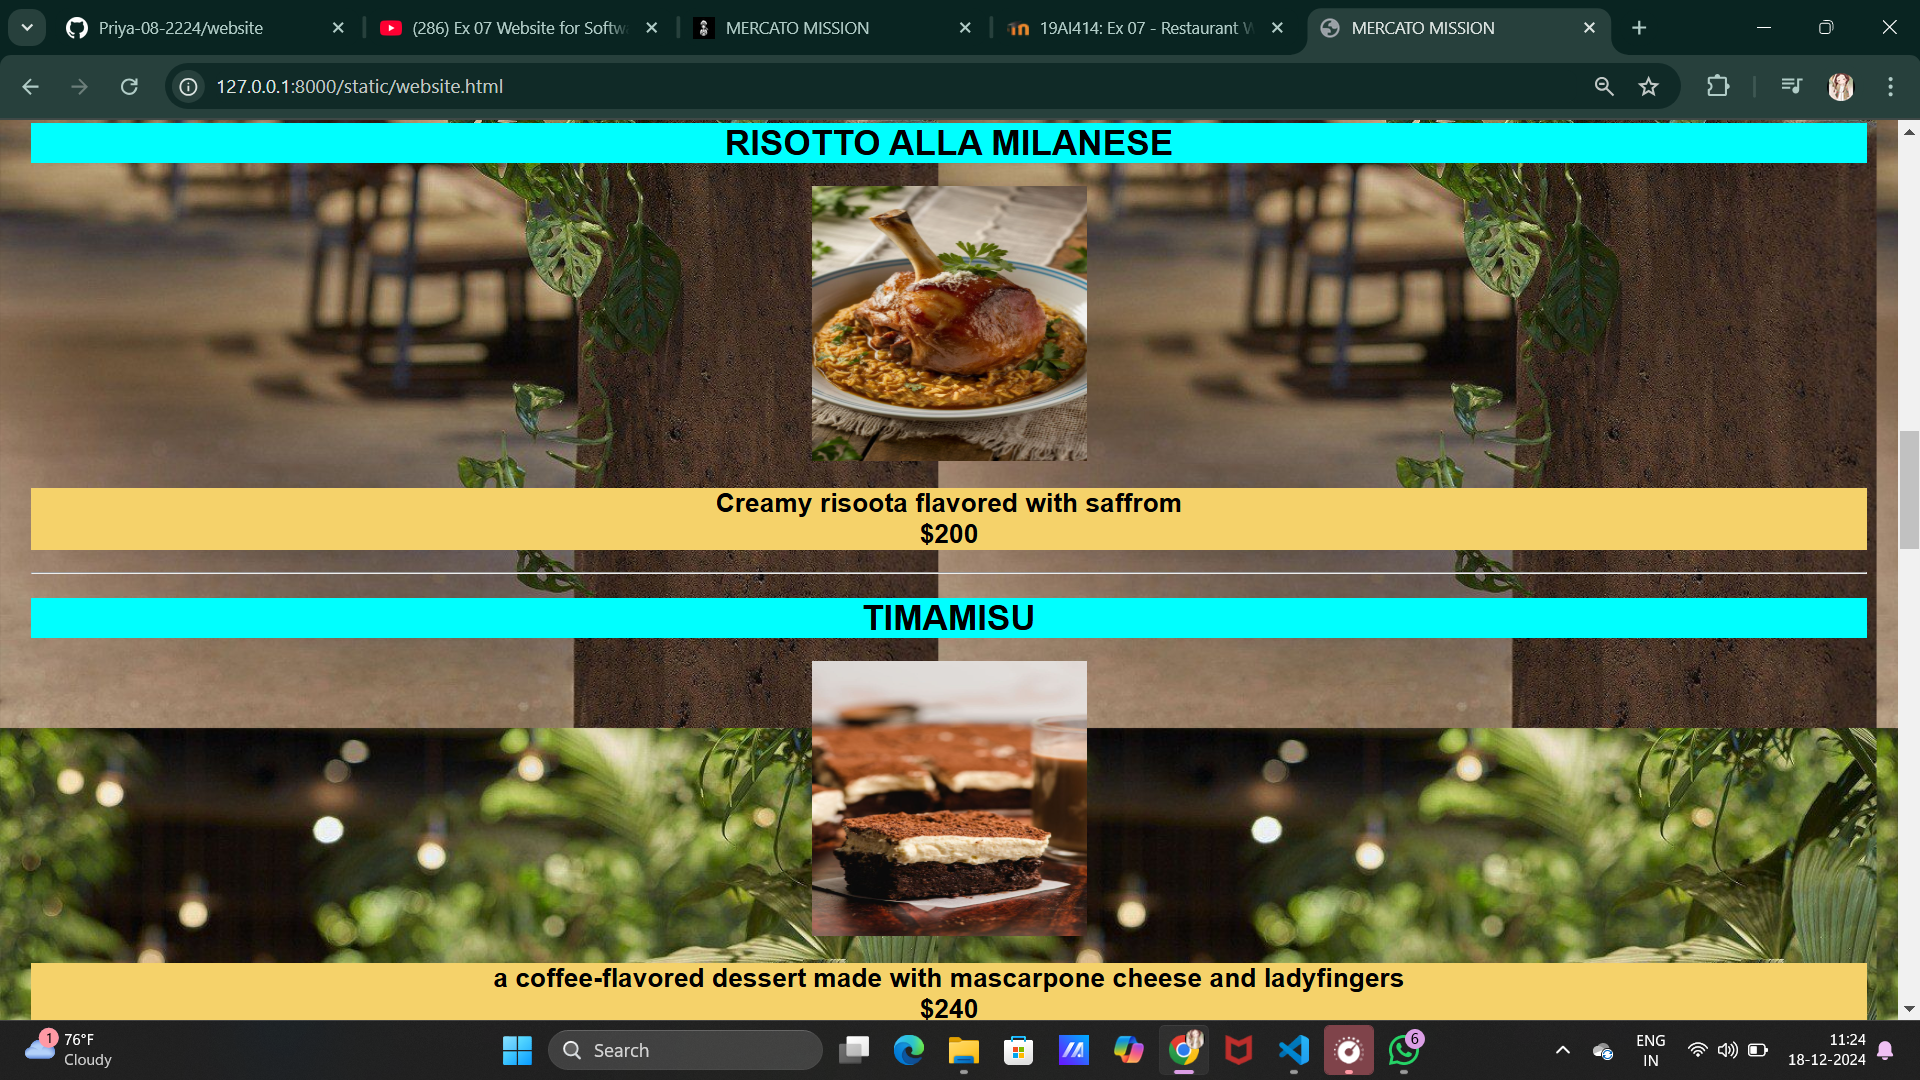 Priya-08-2224/website
(286) Ex 07 Website for Softw
MERCATO MISSION
19AI414: Ex 07 - Restaurant W
MERCATO MISSION
127.0.0.1:8000/static/website.html
RISOTTO ALLA MILANESE
Creamy risoota flavored with saffrom
$200
TIMAMISU
a coffee-flavored dessert made with mascarpone cheese and ladyfingers
$240
1
76°F
Cloudy
Search
6
ENG
IN
11:24
18-12-2024